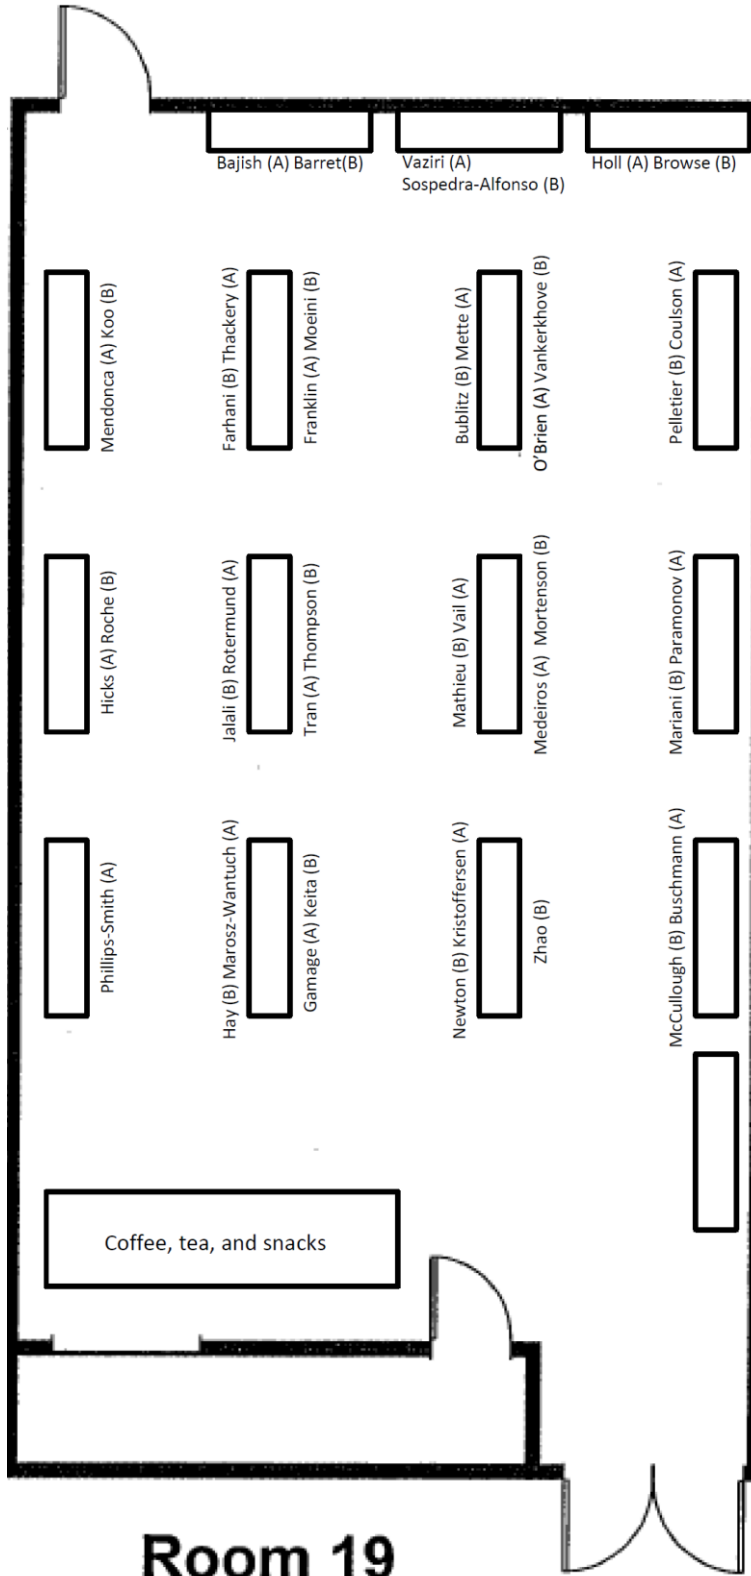 Bajish (A) Barret(B)
Vaziri (A)
Sospedra-Alfonso (B)
Holl (A) Browse (B)
Mendonca (A) Koo (B)
Farhani (B) Thackery (A)
Franklin (A) Moeini (B)
Bublitz (B) Mette (A)
O'Brien (A) Vankerkhove (B)
Pelletier (B) Coulson (A)
Hicks (A) Roche (B)
Jalali (B) Rotermund (A)
Tran (A) Thompson (B)
Mathieu (B) Vail (A)
Medeiros (A) Mortenson (B)
Mariani (B) Paramonov (A)
Phillips-Smith (A)
Hay (B) Marosz-Wantuch (A)
Gamage (A) Keita (B)
Newton (B) Kristoffersen (A)
Zhao (B)
McCullough (B) Buschmann (A)
Coffee, tea, and snacks
Room 19